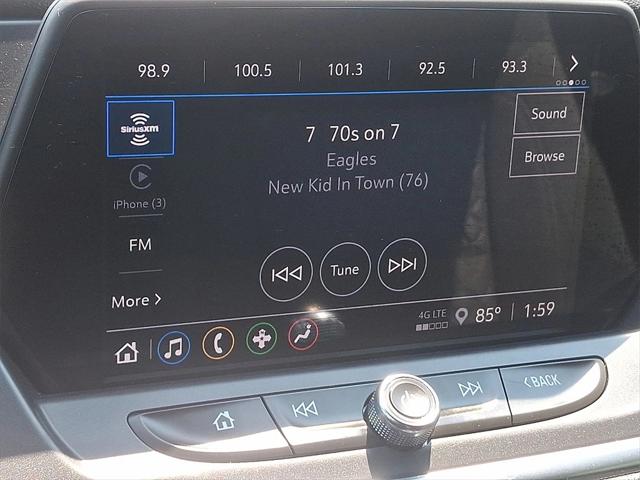 98.9 100.5 101.3 92.5 93.3
SiriusXM
7 70s on 7
Sound
Eagles
Browse
New Kid In Town (76)
iPhone (3)
FM
Tune
More
4G LTE
85° 1:59
BACK